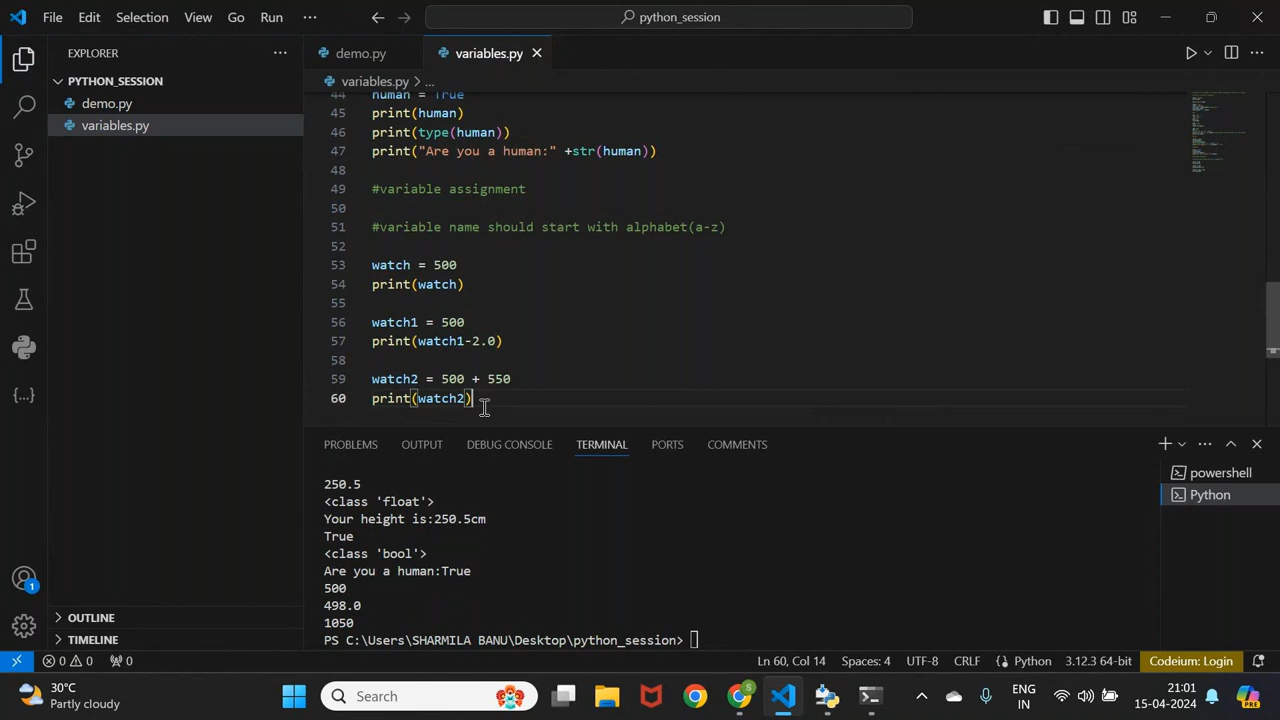 File Edit Selection View Go Run ··· python_session
EXPLORER ···
PYTHON_SESSION
demo.py
variables.py
OUTLINE
TIMELINE
demo.py variables.py
variables.py > ...
44 human = True
45 print(human)
46 print(type(human))
47 print("Are you a human:" +str(human))
48
49 #variable assignment
50
51 #variable name should start with alphabet(a-z)
52
53 watch = 500
54 print(watch)
55
56 watch1 = 500
57 print(watch1-2.0)
58
59 watch2 = 500 + 550
60 print(watch2)
PROBLEMS OUTPUT DEBUG CONSOLE TERMINAL PORTS COMMENTS
250.5
<class 'float'>
Your height is:250.5cm
True
<class 'bool'>
Are you a human:True
500
498.0
1050
PS C:\Users\SHARMILA BANU\Desktop\python_session>
powershell
Python
1
0 0 0 Ln 60, Col 14 Spaces: 4 UTF-8 CRLF Python 3.12.3 64-bit Codeium: Login
30°C
Partly cloudy
Search
S
ENG
IN
21:01
15-04-2024
PRE